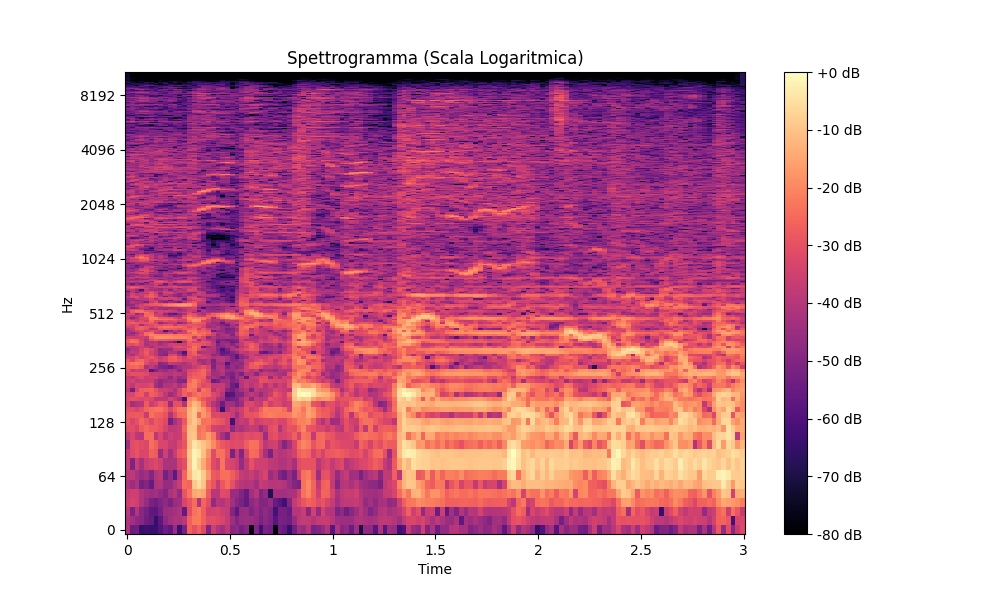 Spettrogramma (Scala Logaritmica)
Hz
8192
4096
2048
1024
512
256
128
64
0
0 0.5 1 1.5 2 2.5 3
Time
+0 dB
-10 dB
-20 dB
-30 dB
-40 dB
-50 dB
-60 dB
-70 dB
-80 dB